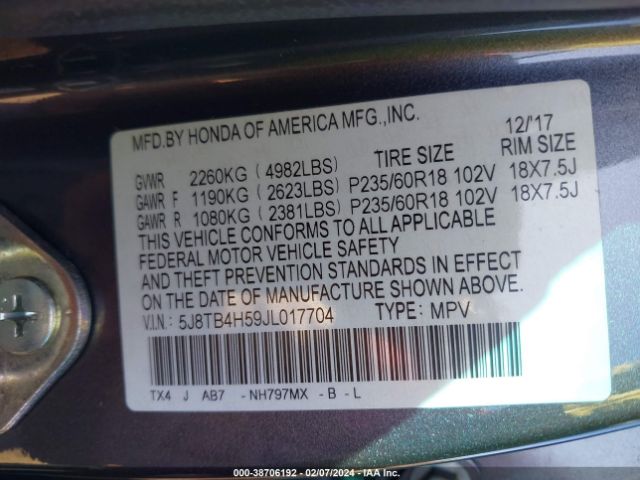 MFD.BY HONDA OF AMERICA MFG.,INC. 12/'17
TIRE SIZE RIM SIZE
GVWR 2260KG (4982LBS)
GAWR F 1190KG (2623LBS) P235/60R18 102V 18X7.5J
GAWR R 1080KG (2381LBS) P235/60R18 102V 18X7.5J
THIS VEHICLE CONFORMS TO ALL APPLICABLE
FEDERAL MOTOR VEHICLE SAFETY
AND THEFT PREVENTION STANDARDS IN EFFECT
ON THE DATE OF MANUFACTURE SHOWN ABOVE.
V.I.N.: 5J8TB4H59JL017704 TYPE: MPV
TX4 J AB7 -NH797MX -B -L
000-38706192 - 02/07/2024 - IAA Inc.